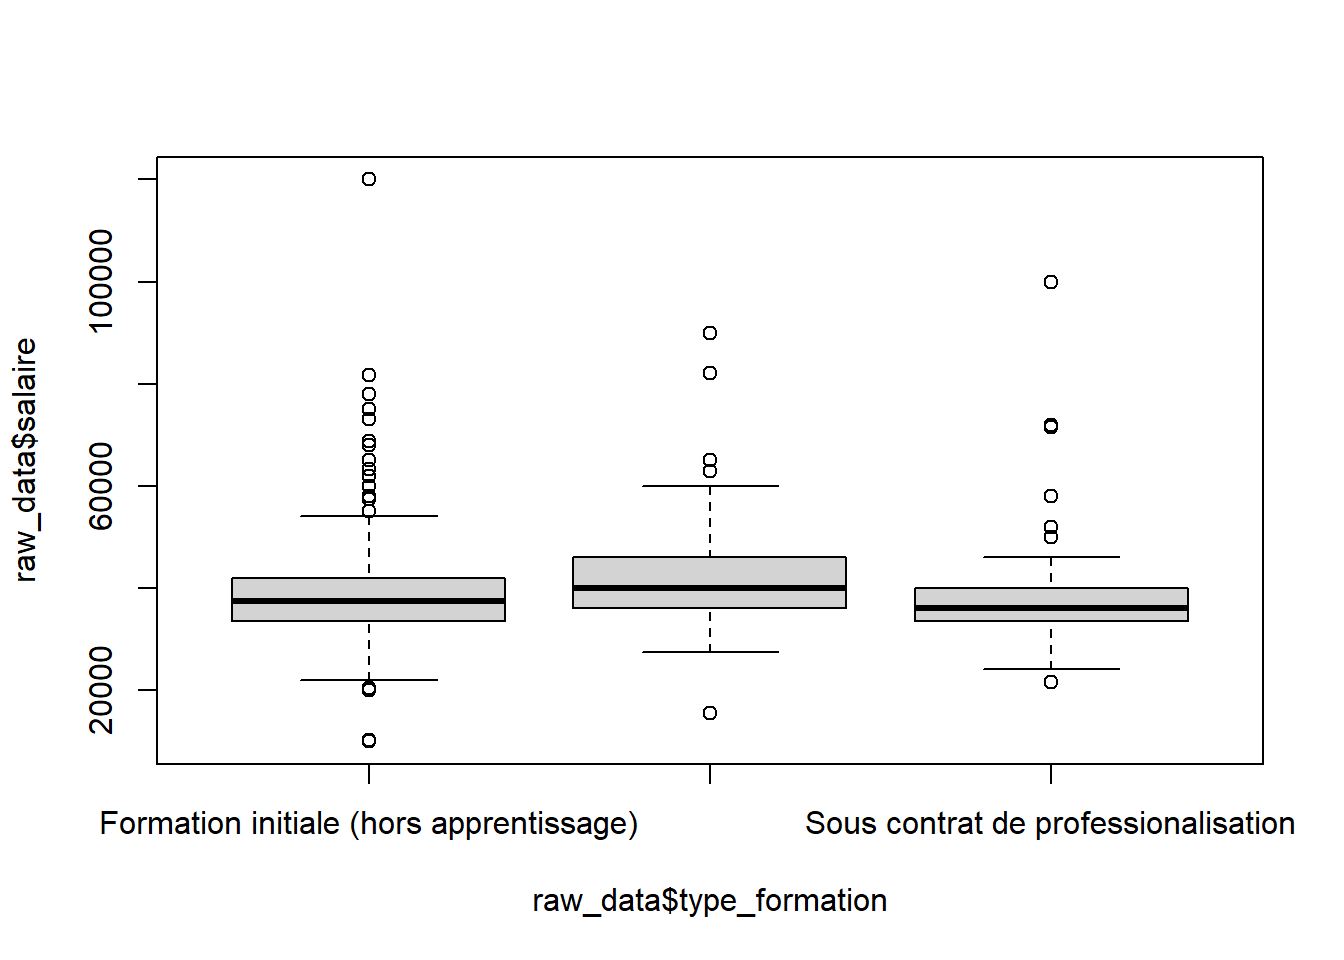 raw_data$salaire
100000
60000
20000
Formation initiale (hors apprentissage)
Sous contrat de professionalisation
raw_data$type_formation